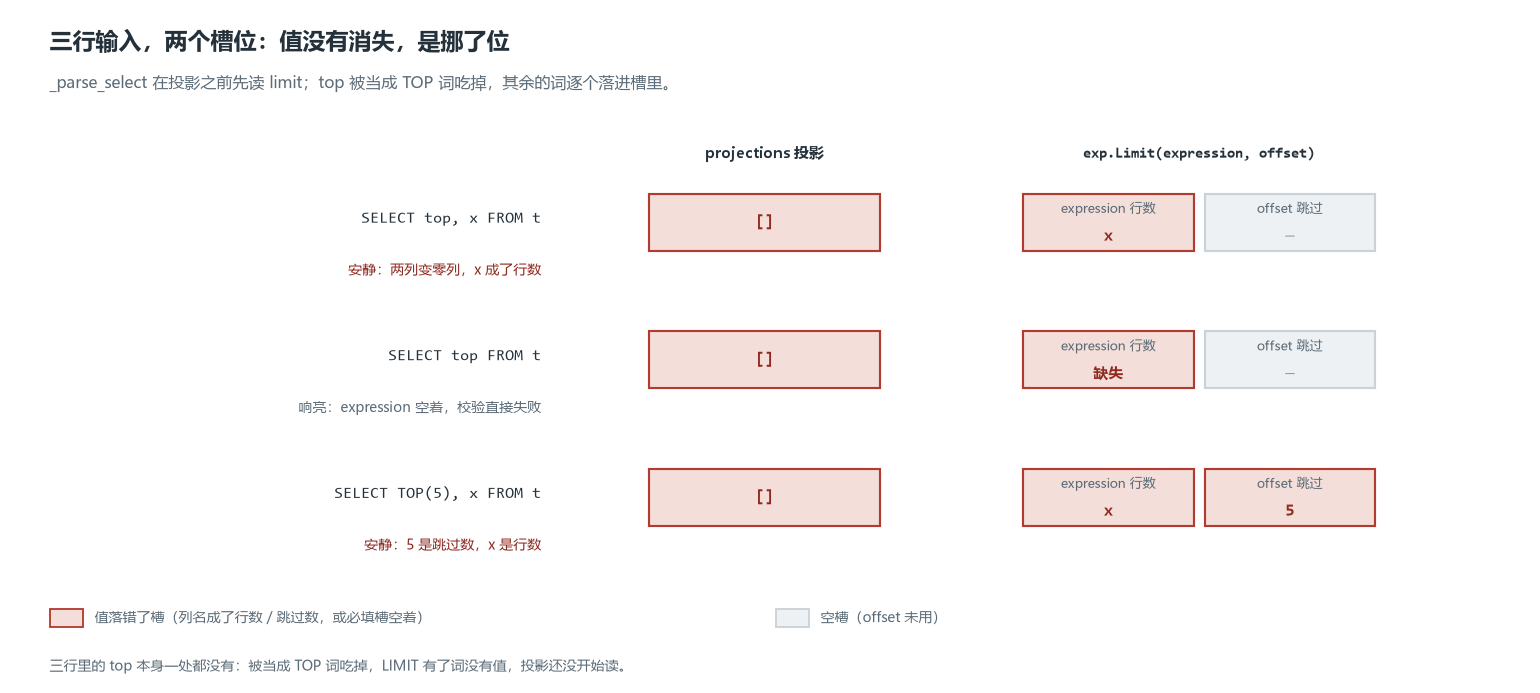 三行输入，两个槽位：值没有消失，是挪了位
_parse_select 在投影之前先读 limit；top 被当成 TOP 词吃掉，其余的词逐个落进槽里。
projections 投影
exp.Limit(expression, offset)
SELECT top, x FROM t
安静：两列变零列，x 成了行数
[]
expression 行数
x
offset 跳过
—
SELECT top FROM t
响亮：expression 空着，校验直接失败
[]
expression 行数
缺失
offset 跳过
—
SELECT TOP(5), x FROM t
安静：5 是跳过数，x 是行数
[]
expression 行数
x
offset 跳过
5
值落错了槽（列名成了行数 / 跳过数，或必填槽空着）
空槽（offset 未用）
三行里的 top 本身一处都没有：被当成 TOP 词吃掉，LIMIT 有了词没有值，投影还没开始读。